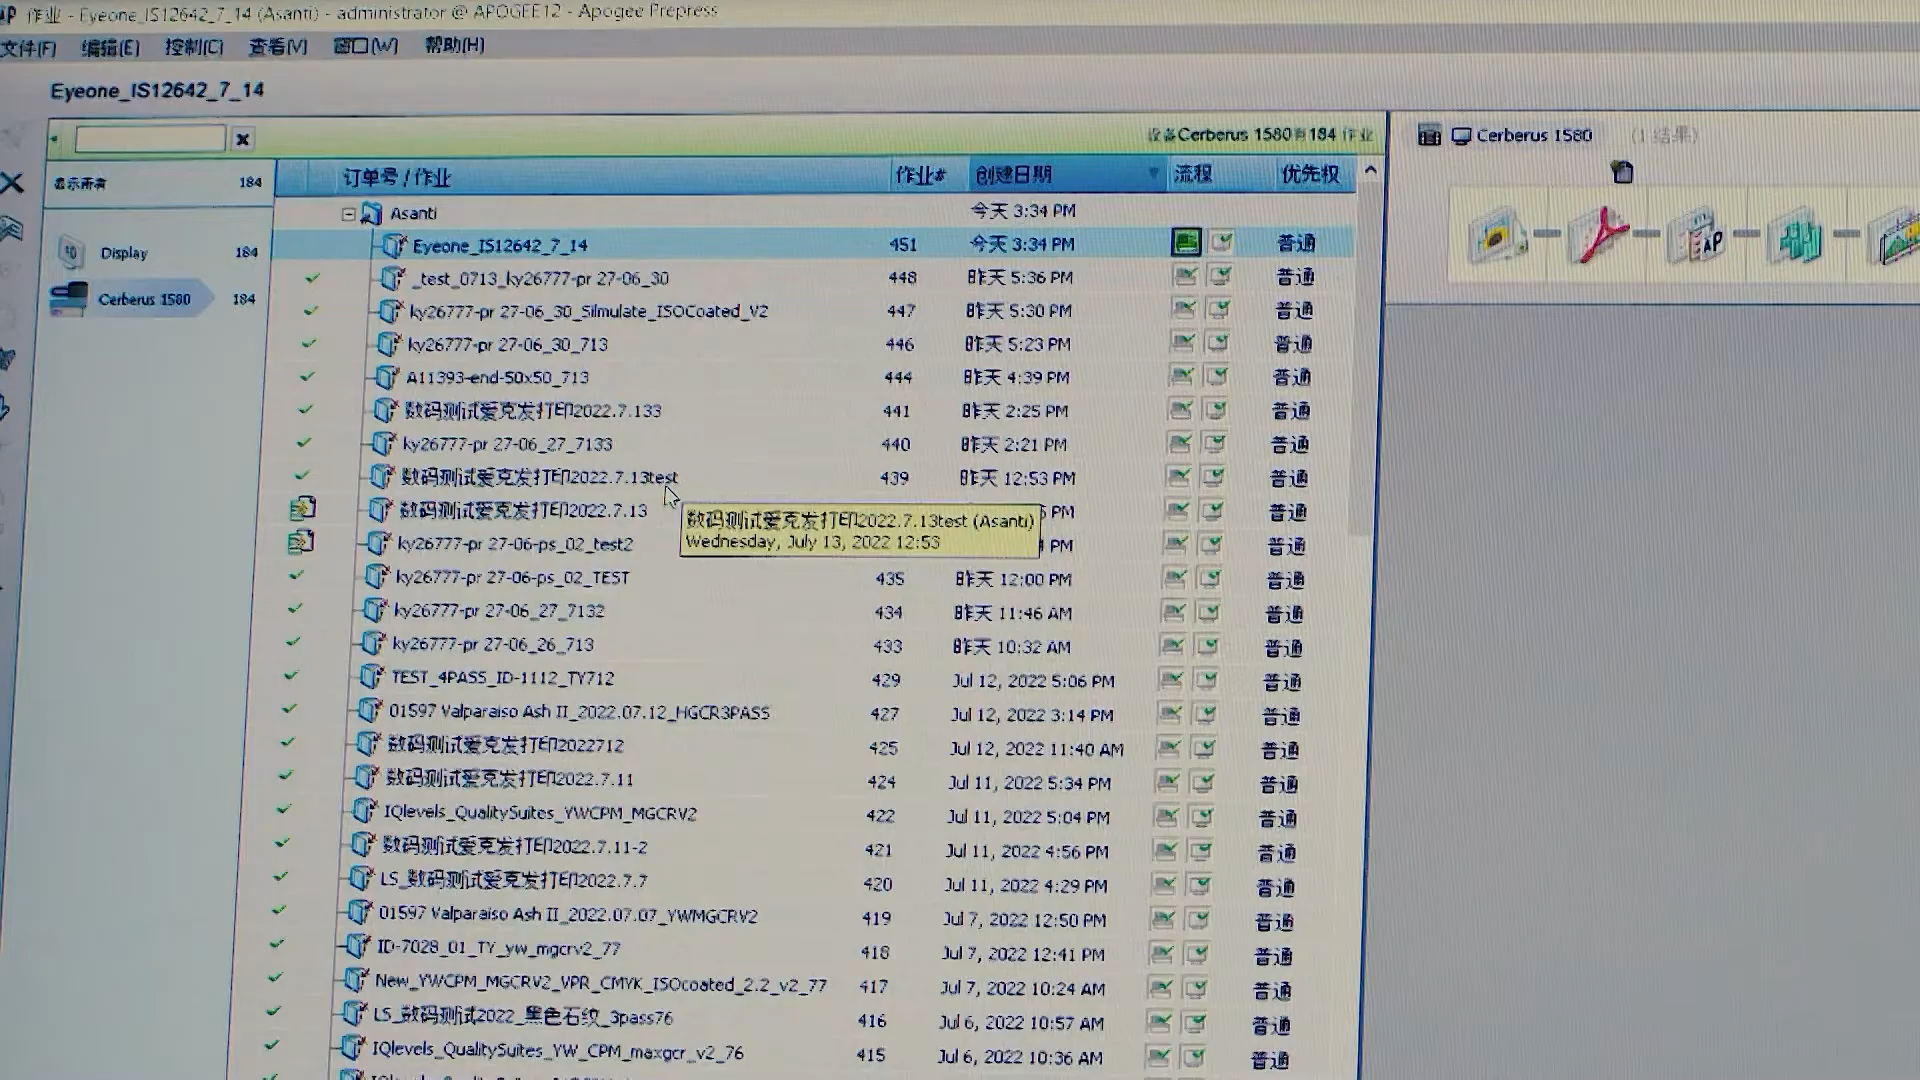 作业 - Eyeone_IS12642_7_14 (Asanti) - administrator @ APOGEE12 - Apogee Prepress
文件(F) 编辑(E) 控制(C) 查看(V) 窗口(W) 帮助(H)
Eyeone_IS12642_7_14
设备Cerberus 1580有184 作业
Cerberus 1580 (1 结果)
显示所有 184
Display 184
Cerberus 1580 184
订单号 / 作业 作业# 创建日期 流程 优先权
Asanti 今天 3:34 PM
Eyeone_IS12642_7_14 451 今天 3:34 PM 普通
_test_0713_ky26777-pr 27-06_30 448 昨天 5:36 PM 普通
ky26777-pr 27-06_30_Silmulate_ISOCoated_V2 447 昨天 5:30 PM 普通
ky26777-pr 27-06_30_713 446 昨天 5:23 PM 普通
A11393-end-50x50_713 444 昨天 4:39 PM 普通
数码测试爱克发打印2022.7.133 441 昨天 2:25 PM 普通
ky26777-pr 27-06_27_7133 440 昨天 2:21 PM 普通
数码测试爱克发打印2022.7.13test 439 昨天 12:53 PM 普通
数码测试爱克发打印2022.7.13 PM 普通
数码测试爱克发打印2022.7.13test (Asanti)
Wednesday, July 13, 2022 12:53
ky26777-pr 27-06-ps_02_test2 PM 普通
ky26777-pr 27-06-ps_02_TEST 435 昨天 12:00 PM 普通
ky26777-pr 27-06_27_7132 434 昨天 11:46 AM 普通
ky26777-pr 27-06_26_713 433 昨天 10:32 AM 普通
TEST_4PASS_ID-1112_TY712 429 Jul 12, 2022 5:06 PM 普通
01597 Valparaiso Ash II_2022.07.12_HGCR3PASS 427 Jul 12, 2022 3:14 PM 普通
数码测试爱克发打印2022712 425 Jul 12, 2022 11:40 AM 普通
数码测试爱克发打印2022.7.11 424 Jul 11, 2022 5:34 PM 普通
IQlevels_QualitySuites_YWCPM_MGCRV2 422 Jul 11, 2022 5:04 PM 普通
数码测试爱克发打印2022.7.11-2 421 Jul 11, 2022 4:56 PM 普通
LS_数码测试爱克发打印2022.7.7 420 Jul 11, 2022 4:29 PM 普通
01597 Valparaiso Ash II_2022.07.07_YWMGCRV2 419 Jul 7, 2022 12:50 PM 普通
ID-7028_01_TY_yw_mgcrv2_77 418 Jul 7, 2022 12:41 PM 普通
New_YWCPM_MGCRV2_VPR_CMYK_ISOcoated_2.2_v2_77 417 Jul 7, 2022 10:24 AM 普通
LS_数码测试2022_黑色石纹_3pass76 416 Jul 6, 2022 10:57 AM 普通
IQlevels_QualitySuites_YW_CPM_maxgcr_v2_76 415 Jul 6, 2022 10:36 AM 普通